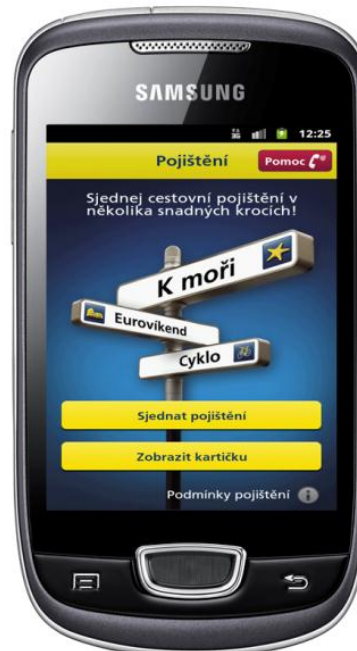 SAMSUNG
12:25
Pojištění
Pomoc
Sjednej cestovní pojištění v
několika snadných krocích!
K moři
Eurovíkend
Cyklo
Sjednat pojištění
Zobrazit kartičku
Podmínky pojištění